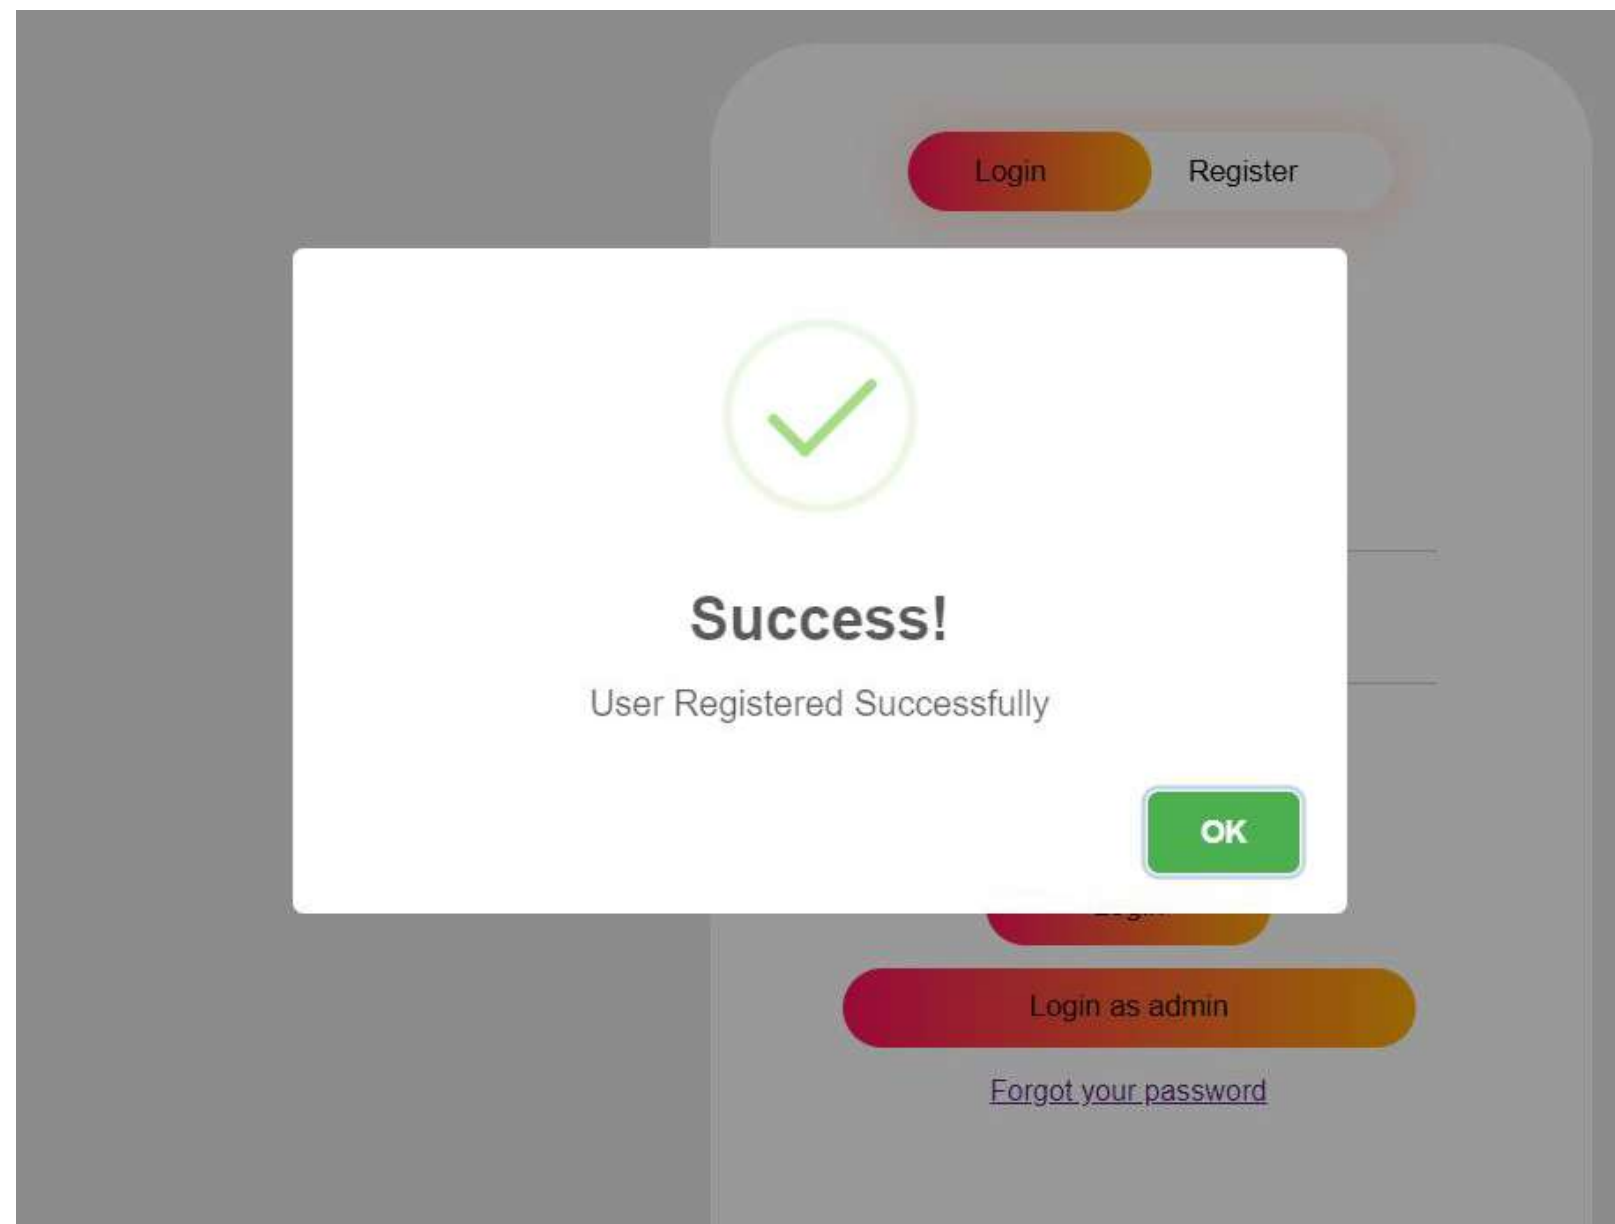 Login Register
Success!
User Registered Successfully
OK
Login as admin
Forgot your password